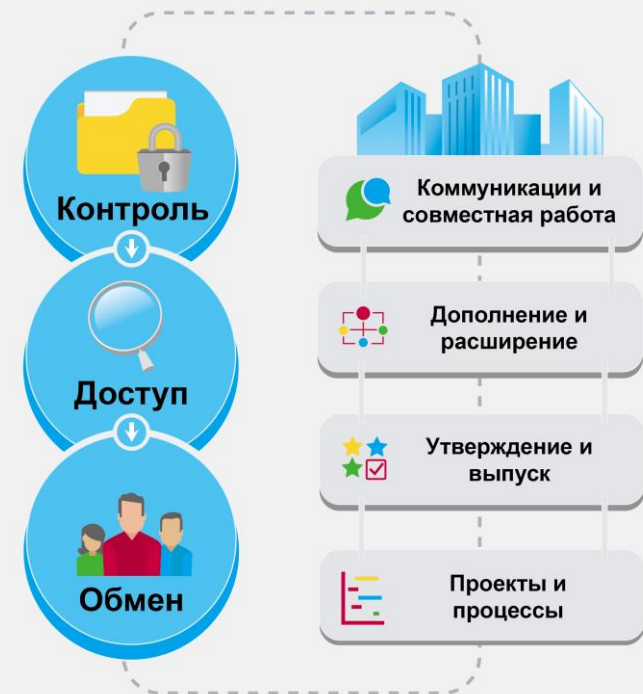 Контроль
Доступ
Обмен
Коммуникации и
совместная работа
Дополнение и
расширение
Утверждение и
выпуск
Проекты и
процессы